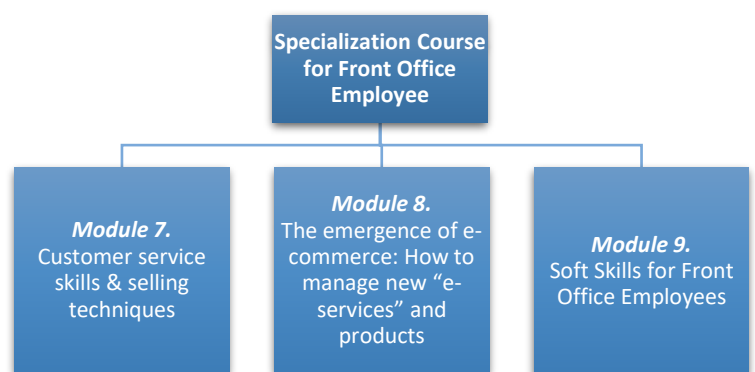 Specialization Course
for Front Office
Employee
Module 7.
Customer service
skills & selling
techniques
Module 8.
The emergence of e-
commerce: How to
manage new “e-
services” and
products
Module 9.
Soft Skills for Front
Office Employees